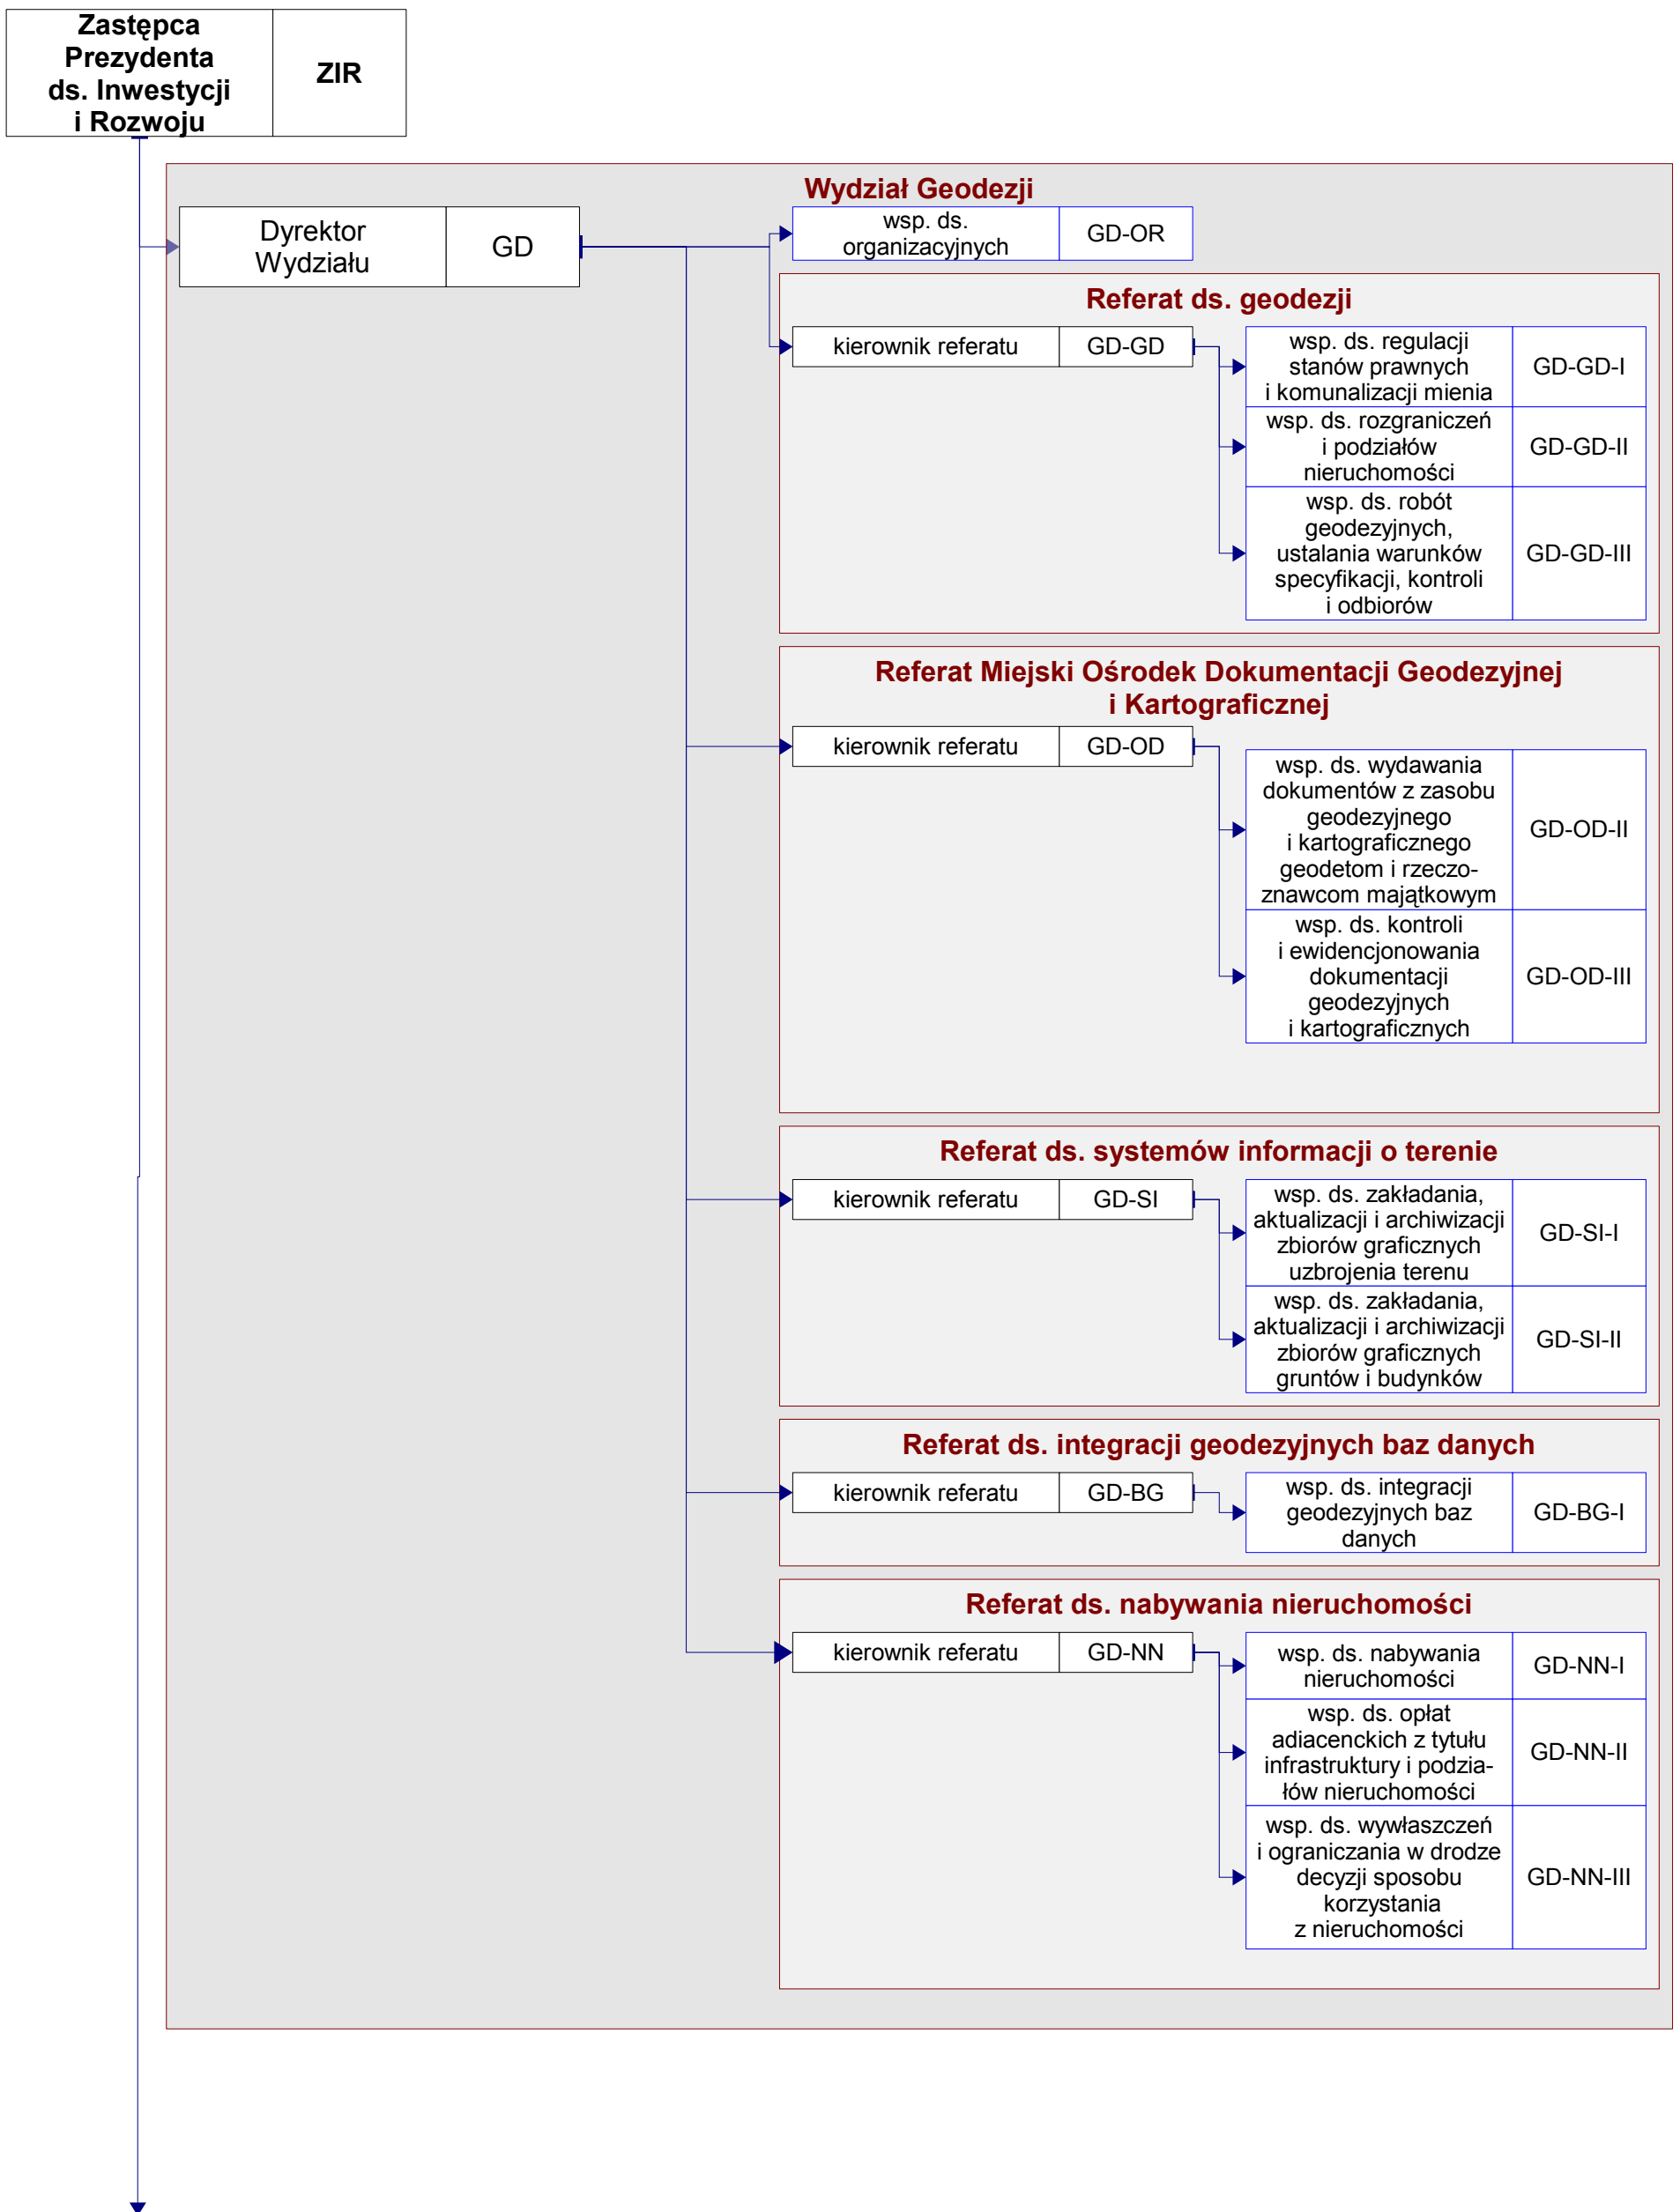 Zastępca
Prezydenta
ds. Inwestycji
i Rozwoju
ZIR
Wydział Geodezji
Dyrektor
Wydziału
GD
wsp. ds.
organizacyjnych
GD-OR
Referat ds. geodezji
kierownik referatu
GD-GD
wsp. ds. regulacji
stanów prawnych
i komunalizacji mienia
GD-GD-I
wsp. ds. rozgraniczeń
i podziałów
nieruchomości
GD-GD-II
wsp. ds. robót
geodezyjnych,
ustalania warunków
specyfikacji, kontroli
i odbiorów
GD-GD-III
Referat Miejski Ośrodek Dokumentacji Geodezyjnej
i Kartograficznej
kierownik referatu
GD-OD
wsp. ds. wydawania
dokumentów z zasobu
geodezyjnego
i kartograficznego
geodetom i rzeczo-
znawcom majątkowym
GD-OD-II
wsp. ds. kontroli
i ewidencjonowania
dokumentacji
geodezyjnych
i kartograficznych
GD-OD-III
Referat ds. systemów informacji o terenie
kierownik referatu
GD-SI
wsp. ds. zakładania,
aktualizacji i archiwizacji
zbiorów graficznych
uzbrojenia terenu
GD-SI-I
wsp. ds. zakładania,
aktualizacji i archiwizacji
zbiorów graficznych
gruntów i budynków
GD-SI-II
Referat ds. integracji geodezyjnych baz danych
kierownik referatu
GD-BG
wsp. ds. integracji
geodezyjnych baz
danych
GD-BG-I
Referat ds. nabywania nieruchomości
kierownik referatu
GD-NN
wsp. ds. nabywania
nieruchomości
GD-NN-I
wsp. ds. opłat
adiacenckich z tytułu
infrastruktury i podzia-
łów nieruchomości
GD-NN-II
wsp. ds. wywłaszczeń
i ograniczania w drodze
decyzji sposobu
korzystania
z nieruchomości
GD-NN-III